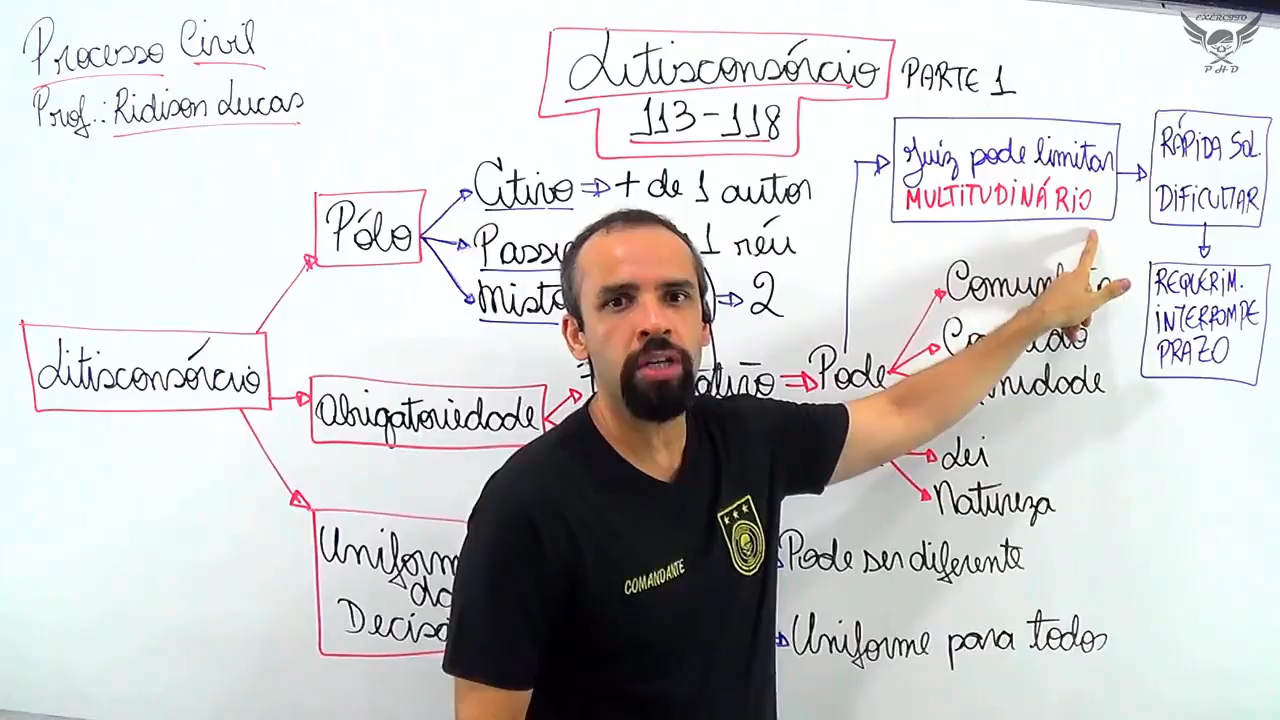 Processo Civil
Prof.: Ridison Lucas
Litisconsórcio PARTE 1
113-118
EXÉRCITO
PHD
Juiz pode limitar
MULTITUDINÁRIO
RÁPIDA SOL.
DIFICULTAR
REQUERIM.
INTERROMPE
PRAZO
Pólo
Ativo => + de 1 autor
1 réu
Misto
2
Litisconsórcio
Obrigatoriedade
Pode
Lei
Natureza
Decisã
Pode ser diferente
Uniforme para todos
COMANDANTE